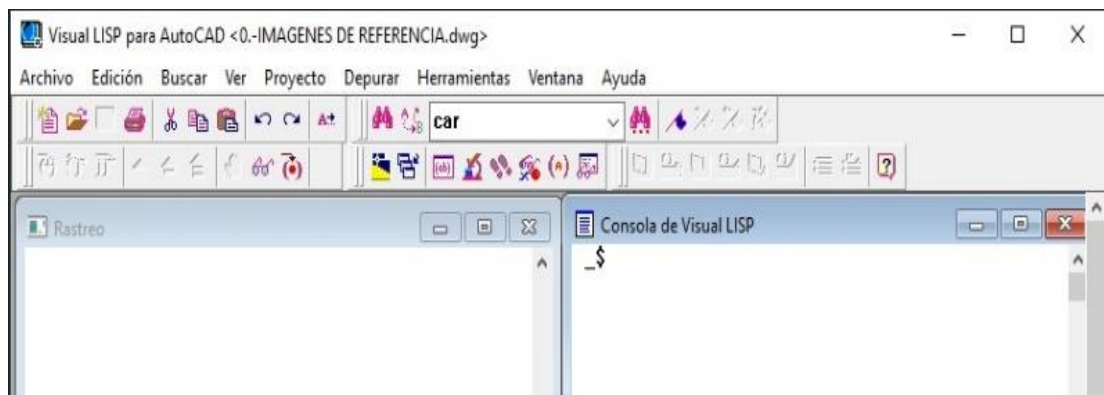 Visual LISP para AutoCAD <0.-IMAGENES DE REFERENCIA.dwg>
Archivo Edición Buscar Ver Proyecto Depurar Herramientas Ventana Ayuda
car
Rastreo
Consola de Visual LISP
_$